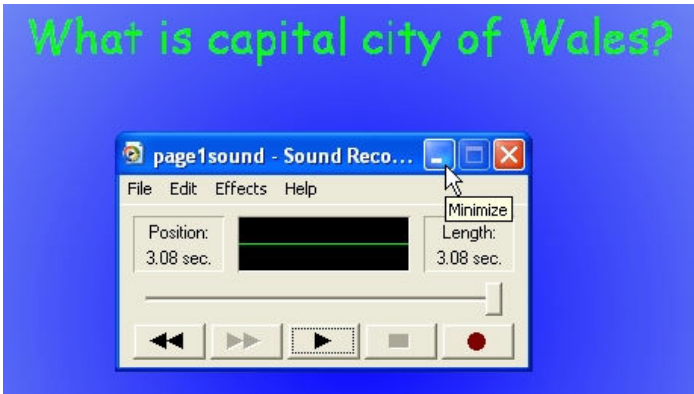 What is capital city of Wales?
page1sound - Sound Reco...
File Edit Effects Help
Minimize
Position: Length:
3.08 sec. 3.08 sec.